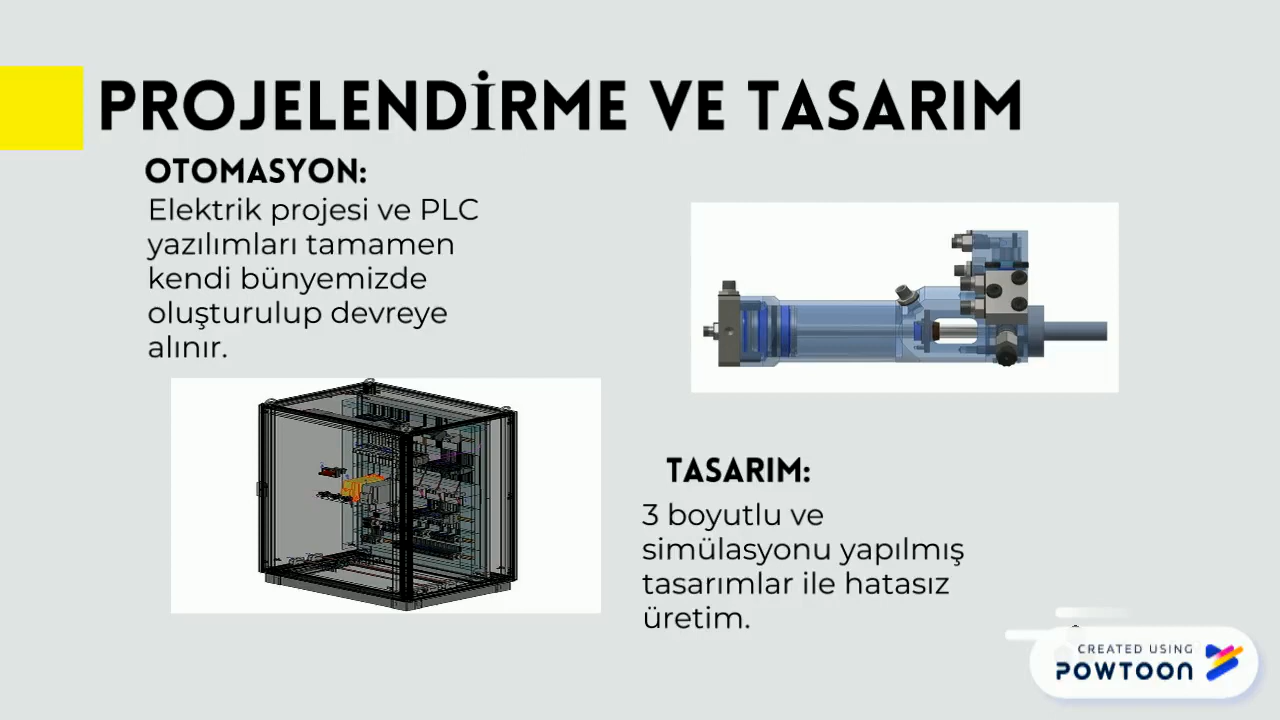 PROJELENDİRME VE TASARIM
OTOMASYON:
Elektrik projesi ve PLC
yazılımları tamamen
kendi bünyemizde
oluşturulup devreye
alınır.
TASARIM:
3 boyutlu ve
simülasyonu yapılmış
tasarımlar ile hatasız
üretim.
CREATED USING
POWTOON